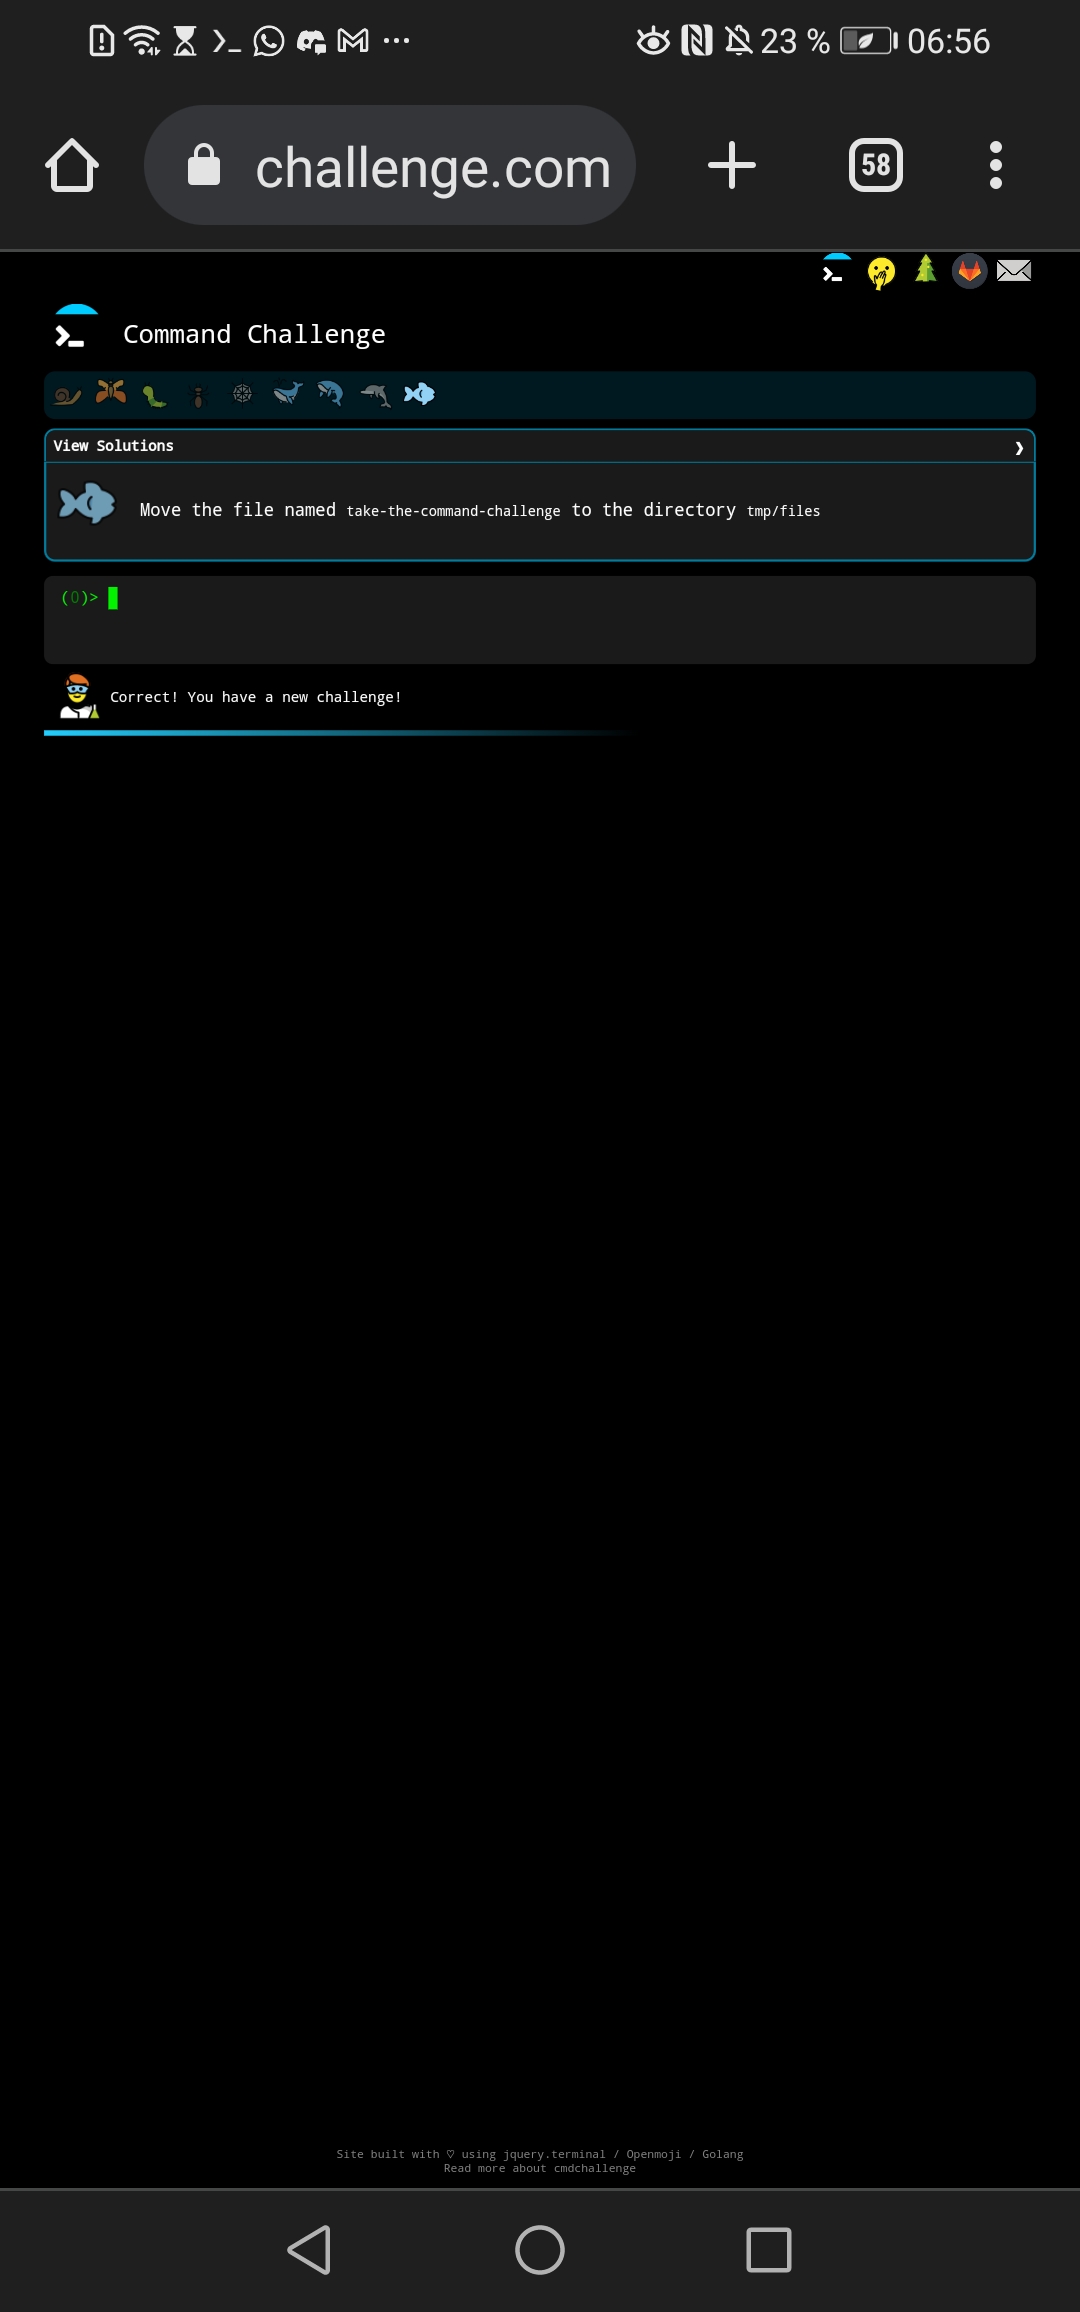 23 % 06:56
challenge.com 58
Command Challenge
View Solutions
Move the file named take-the-command-challenge to the directory tmp/files
(0)>
Correct! You have a new challenge!
Site built with ♡ using jquery.terminal / Openmoji / Golang
Read more about cmdchallenge